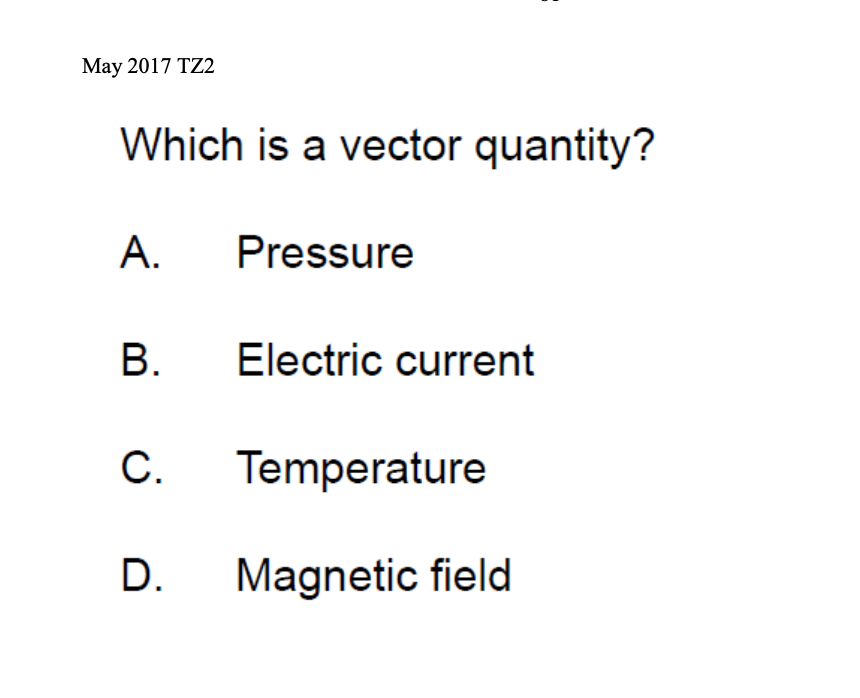 May 2017 TZ2
Which is a vector quantity?
A. Pressure
B. Electric current
C. Temperature
D. Magnetic field